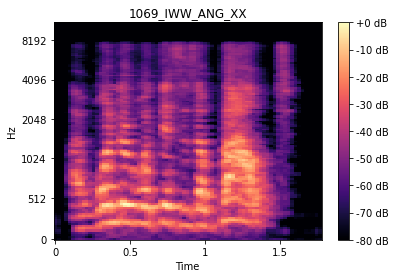 1069_IWW_ANG_XX
+0 dB
8192
-10 dB
4096
-20 dB
-30 dB
2048
Hz
-40 dB
1024
-50 dB
512
-60 dB
-70 dB
0
-80 dB
0
0.5
1
1.5
Time